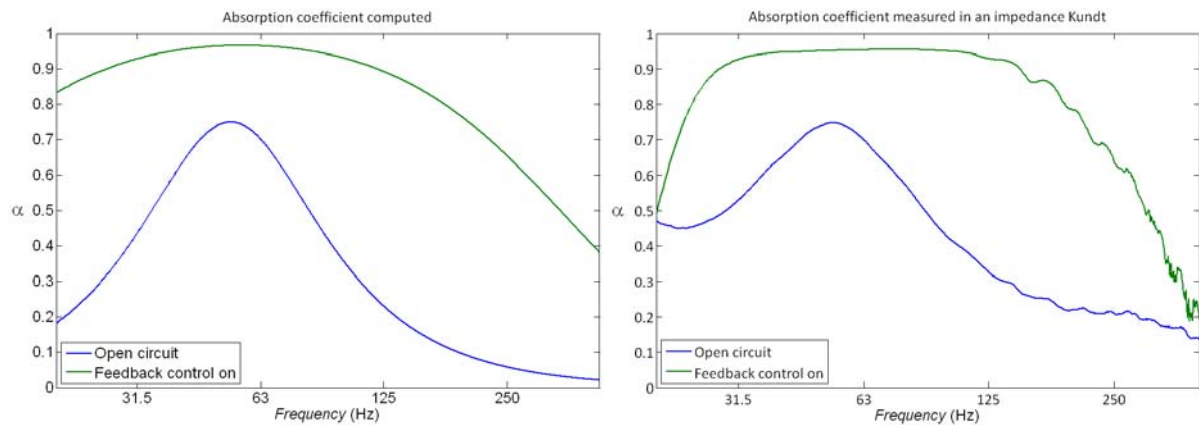 Absorption coefficient computed
1
0.9
0.8
0.7
0.6
α 0.5
0.4
0.3
0.2
0.1
0
Open circuit
Feedback control on
31.5 63 125 250
Frequency (Hz)
Absorption coefficient measured in an impedance Kundt
1
0.9
0.8
0.7
0.6
α 0.5
0.4
0.3
0.2
0.1
0
Open circuit
Feedback control on
31.5 63 125 250
Frequency (Hz)